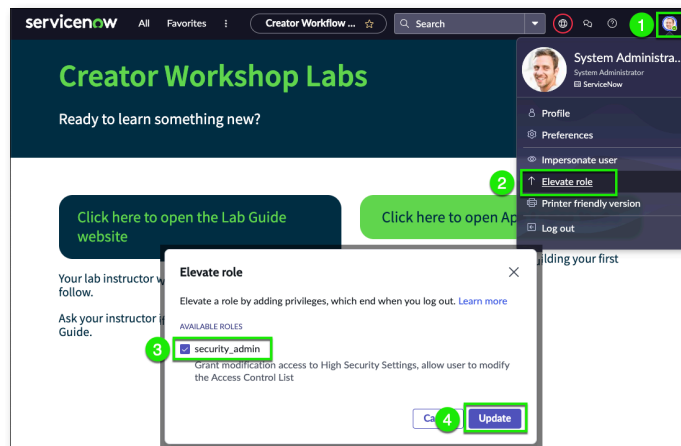 servicenow All Favorites Creator Workflow ... Search
1
Creator Workshop Labs
Ready to learn something new?
System Administra...
System Administrator
ServiceNow
Profile
Preferences
Impersonate user
2
Elevate role
Printer friendly version
Log out
Click here to open the Lab Guide
website
Click here to open Ap
ilding your first
Your lab instructor w
follow.
Ask your instructor i
Guide.
Elevate role
Elevate a role by adding privileges, which end when you log out. Learn more
AVAILABLE ROLES
3
security_admin
Grant modification access to High Security Settings, allow user to modify
the Access Control List
Ca
4
Update